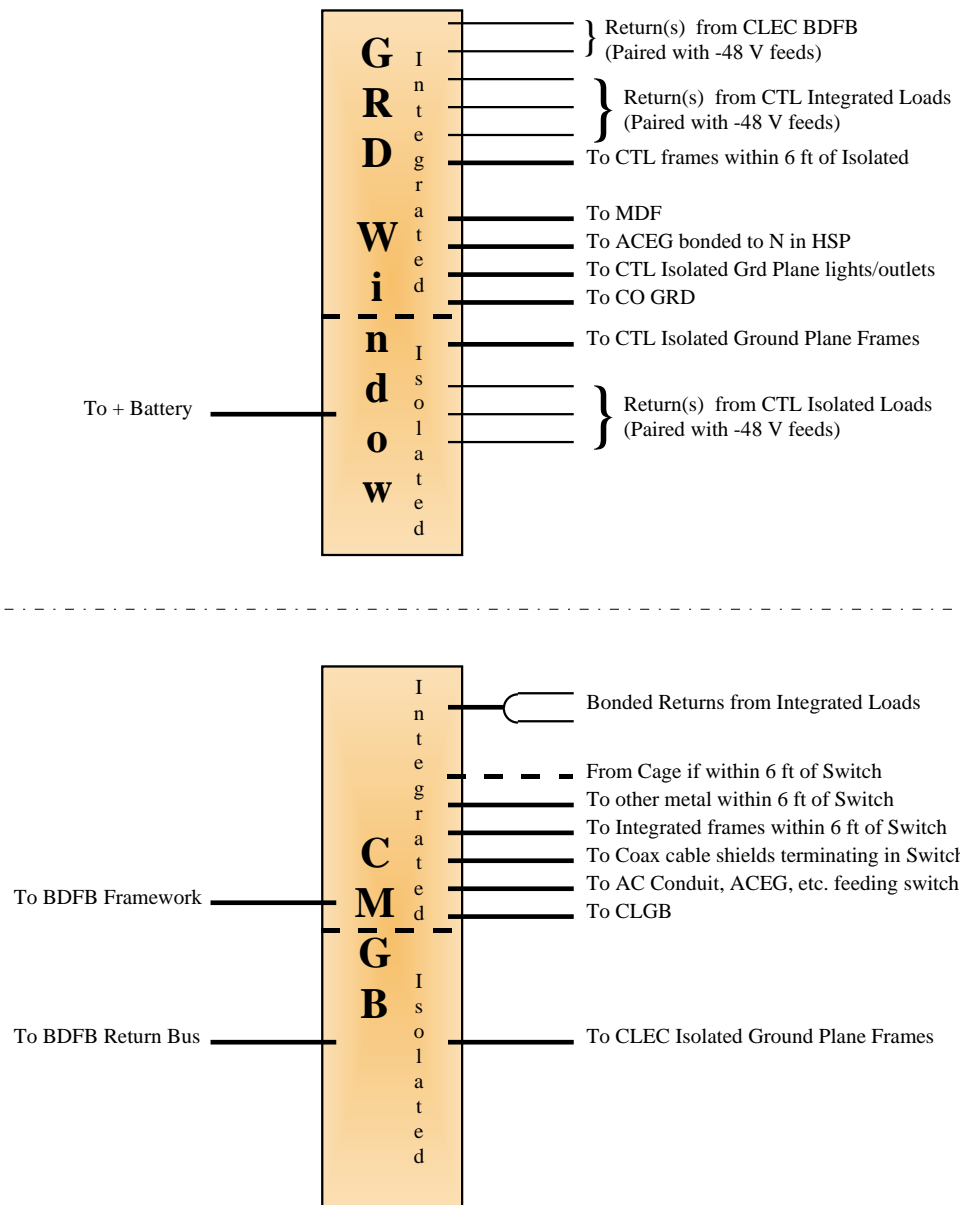 GRD Window
Integrated
Return(s) from CLEC BDFB
(Paired with -48 V feeds)
Return(s) from CTL Integrated Loads
(Paired with -48 V feeds)
To CTL frames within 6 ft of Isolated
To MDF
To ACEG bonded to N in HSP
To CTL Isolated Grd Plane lights/outlets
To CO GRD
Isolated
To CTL Isolated Ground Plane Frames
To + Battery
Return(s) from CTL Isolated Loads
(Paired with -48 V feeds)
CMGB
Integrated
Bonded Returns from Integrated Loads
From Cage if within 6 ft of Switch
To other metal within 6 ft of Switch
To Integrated frames within 6 ft of Switch
To Coax cable shields terminating in Switch
To AC Conduit, ACEG, etc. feeding switch
To BDFB Framework
To CLGB
Isolated
To BDFB Return Bus
To CLEC Isolated Ground Plane Frames